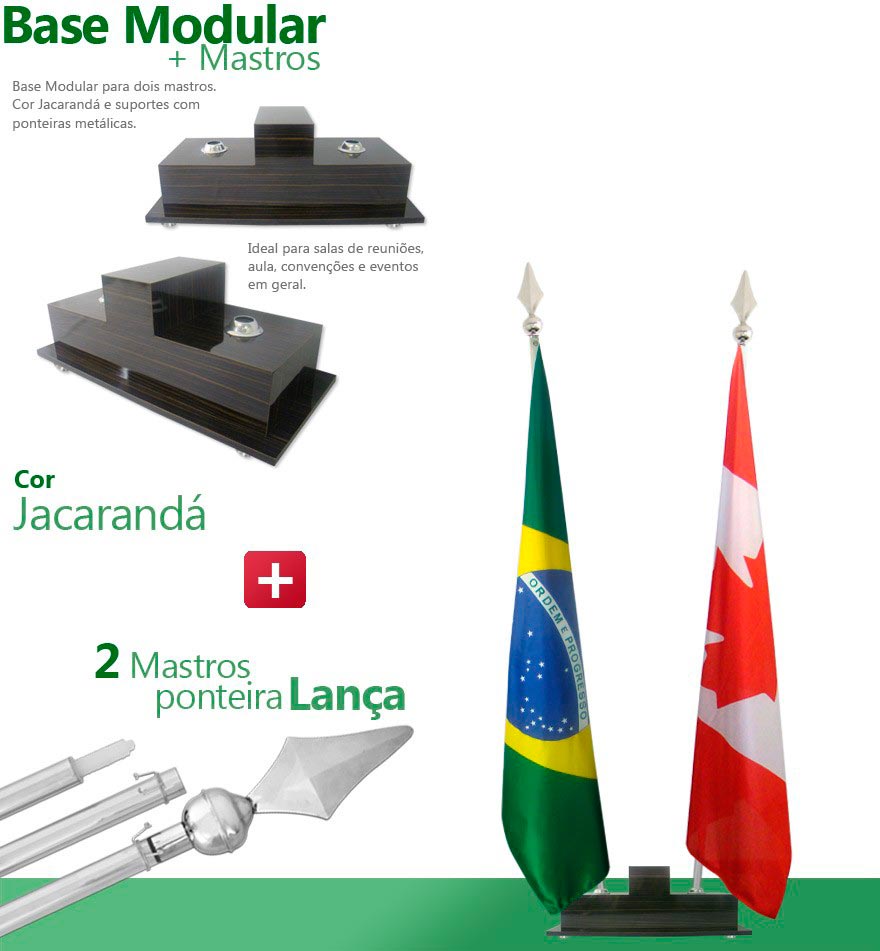 Base Modular
+ Mastros
Base Modular para dois mastros.
Cor Jacarandá e suportes com
ponteiras metálicas.
Ideal para salas de reuniões,
aula, convenções e eventos
em geral.
Cor
Jacarandá
+
2 Mastros
ponteira Lança
ORDEM E PROGRESSO